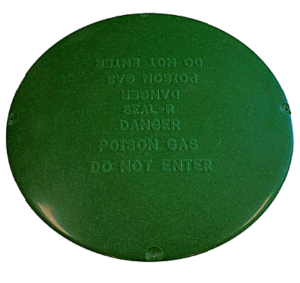 DO NOT ENTER
POISON GAS
DANGER
SEAL-R
DANGER
POISON GAS
DO NOT ENTER